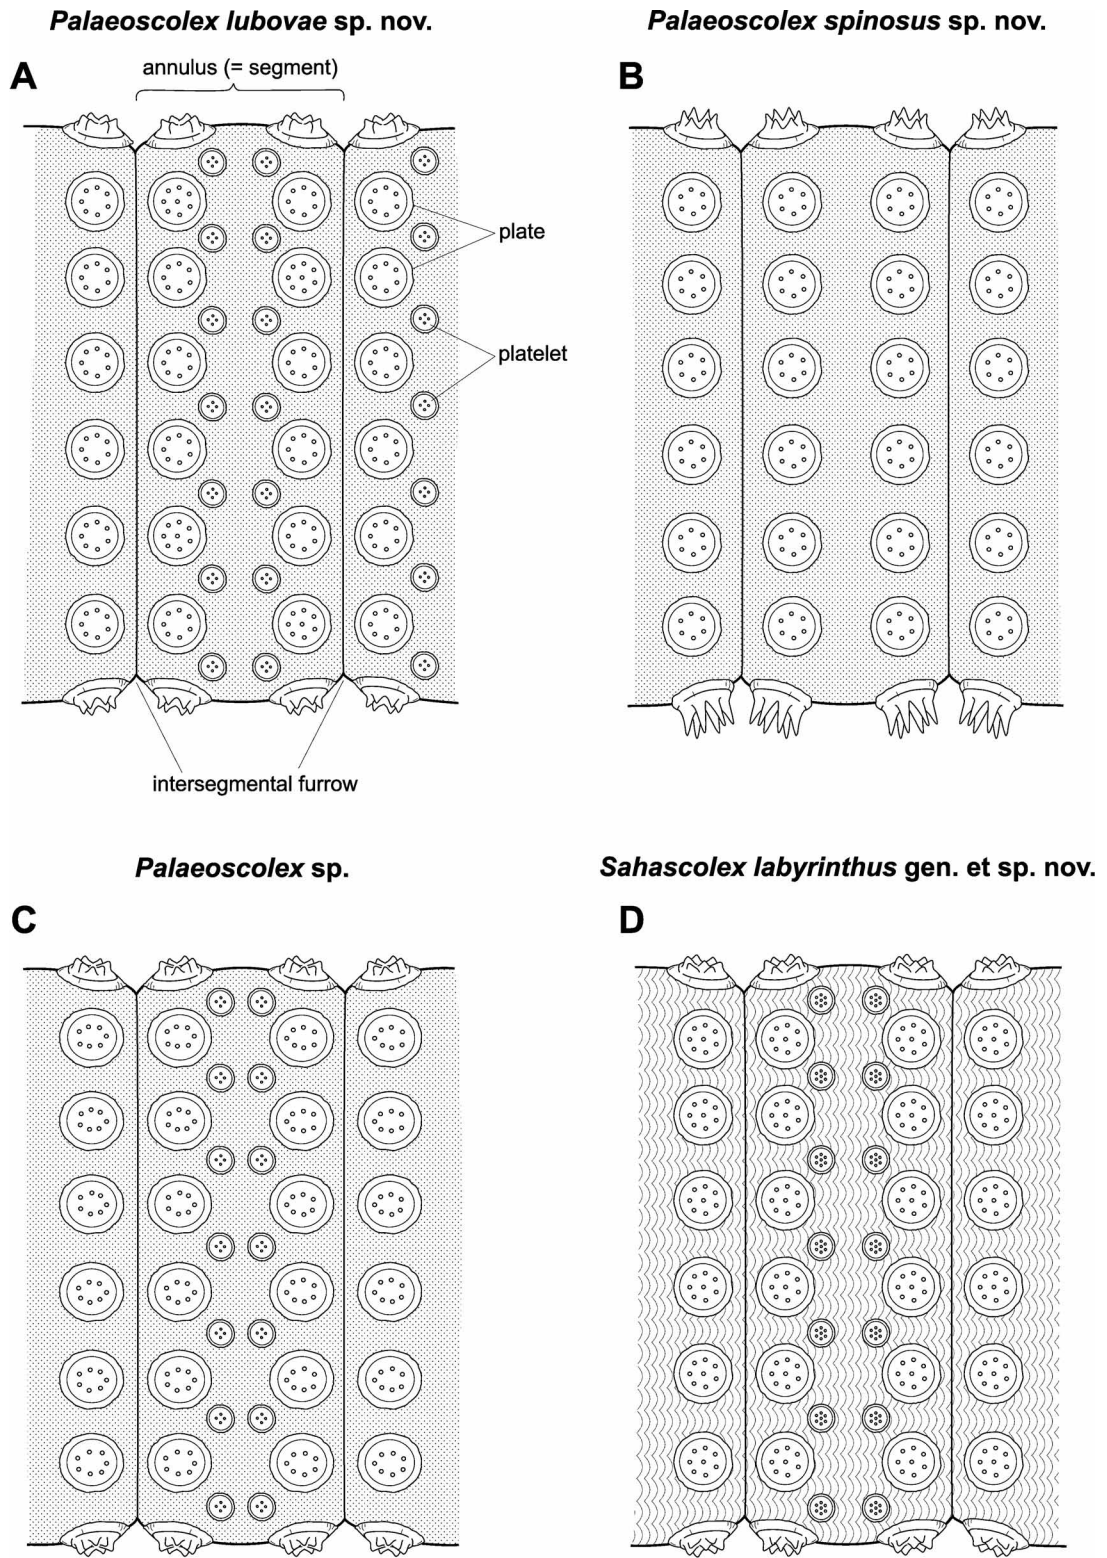 Palaeoscolex lubovae sp. nov.
Palaeoscolex spinosus sp. nov.
A
annulus (= segment)
B
plate
platelet
intersegmental furrow
Palaeoscolex sp.
Sahascolex labyrinthus gen. et sp. nov.
C
D